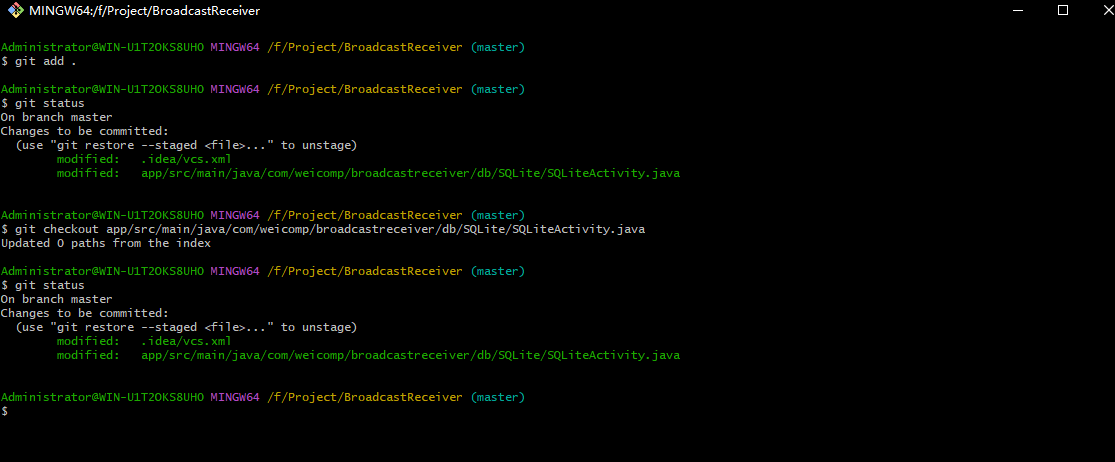 MINGW64:/f/Project/BroadcastReceiver
Administrator@WIN-U1T2OKS8UHO MINGW64 /f/Project/BroadcastReceiver (master)
$ git add .
Administrator@WIN-U1T2OKS8UHO MINGW64 /f/Project/BroadcastReceiver (master)
$ git status
On branch master
Changes to be committed:
  (use "git restore --staged <file>..." to unstage)
        modified:   .idea/vcs.xml
        modified:   app/src/main/java/com/weicomp/broadcastreceiver/db/SQLite/SQLiteActivity.java
Administrator@WIN-U1T2OKS8UHO MINGW64 /f/Project/BroadcastReceiver (master)
$ git checkout app/src/main/java/com/weicomp/broadcastreceiver/db/SQLite/SQLiteActivity.java
Updated 0 paths from the index
Administrator@WIN-U1T2OKS8UHO MINGW64 /f/Project/BroadcastReceiver (master)
$ git status
On branch master
Changes to be committed:
  (use "git restore --staged <file>..." to unstage)
        modified:   .idea/vcs.xml
        modified:   app/src/main/java/com/weicomp/broadcastreceiver/db/SQLite/SQLiteActivity.java
Administrator@WIN-U1T2OKS8UHO MINGW64 /f/Project/BroadcastReceiver (master)
$